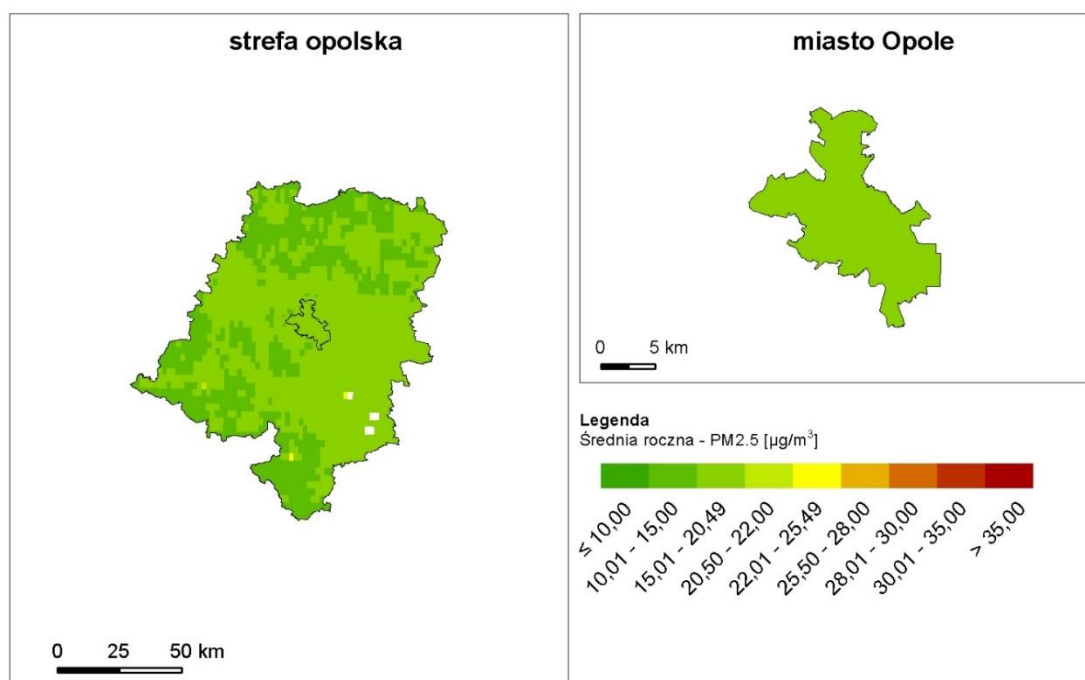 strefa opolska
0 25 50 km
miasto Opole
0 5 km
Legenda
Średnia roczna - PM2.5 [µg/m³]
≤ 10,00
10,01 - 15,00
15,01 - 20,49
20,50 - 22,00
22,01 - 25,49
25,50 - 28,00
28,01 - 30,00
30,01 - 35,00
> 35,00